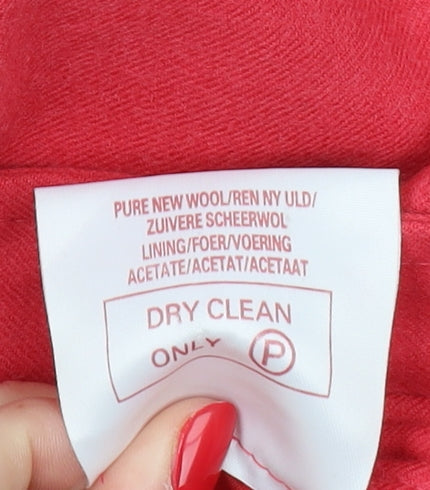 PURE NEW WOOL/REN NY ULD/
ZUIVERE SCHEERWOL
LINING/FOER/VOERING
ACETATE/ACETAT/ACETAAT
DRY CLEAN
ONLY P